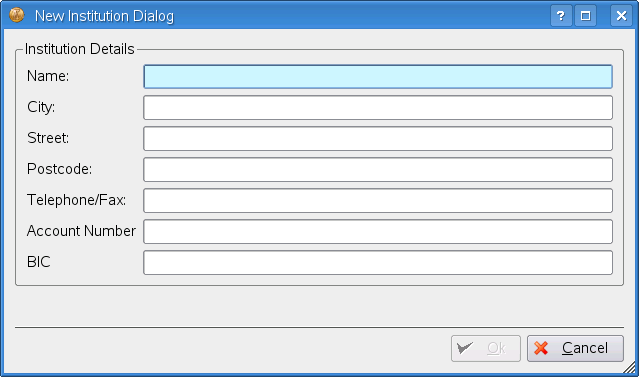 New Institution Dialog
?
Institution Details
Name:
City:
Street:
Postcode:
Telephone/Fax:
Account Number
BIC
Ok
Cancel